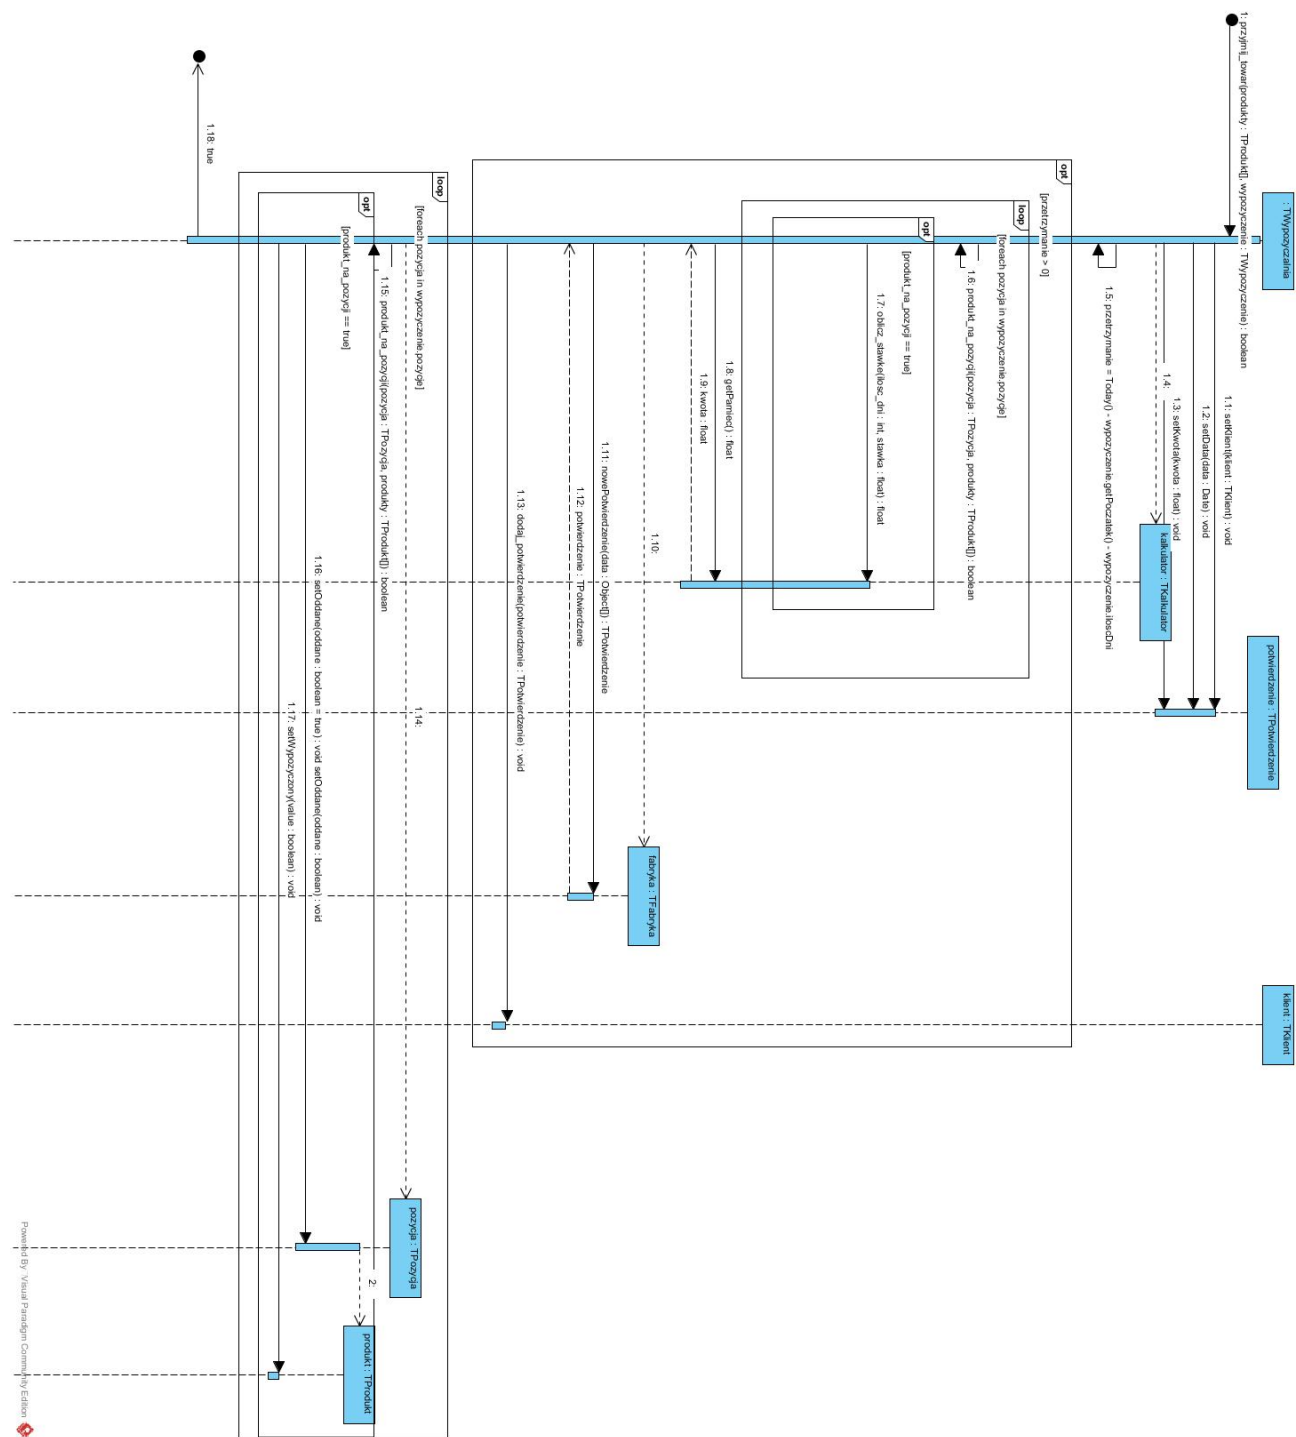 : TWypozyczalnia
potwierdzenie : TPotwierdzenie
klient : TKlient
1: przyjmij_towar(produkty : TProdukt[], wypozyczenie : TWypozyczenie) : boolean
1.1: setKlient(klient : TKlient) : void
1.2: setData(data : Date) : void
1.3: setKwota(kwota : float) : void
1.4:
kalkulator : TKalkulator
1.5: przetrzymanie = Today() - wypozyczenie.getPoczatek() - wypozyczenie.iloscDni
opt
[przetrzymanie > 0]
loop
[foreach pozycja in wypozyczenie.pozycje]
1.6: produkt_na_pozycji(pozycja : TPozycja, produkty : TProdukt[]) : boolean
opt
[produkt_na_pozycji == true]
1.7: oblicz_stawke(ilosc_dni : int, stawka : float) : float
1.8: getPamiec() : float
1.9: kwota : float
1.10:
fabryka : TFabryka
1.11: nowePotwierdzenie(data : Object[]) : TPotwierdzenie
1.12: potwierdzenie : TPotwierdzenie
1.13: dodaj_potwierdzenie(potwierdzenie : TPotwierdzenie) : void
loop
[foreach pozycja in wypozyczenie.pozycje]
1.14:
pozycja : TPozycja
1.15: produkt_na_pozycji(pozycja : TPozycja, produkty : TProdukt[]) : boolean
opt
[produkt_na_pozycji == true]
2:
produkt : TProdukt
1.16: setOddane(oddane : boolean = true) : void setOddane(oddane : boolean) : void
1.17: setWypozyczony(value : boolean) : void
1.18: true
Powered By Visual Paradigm Community Edition